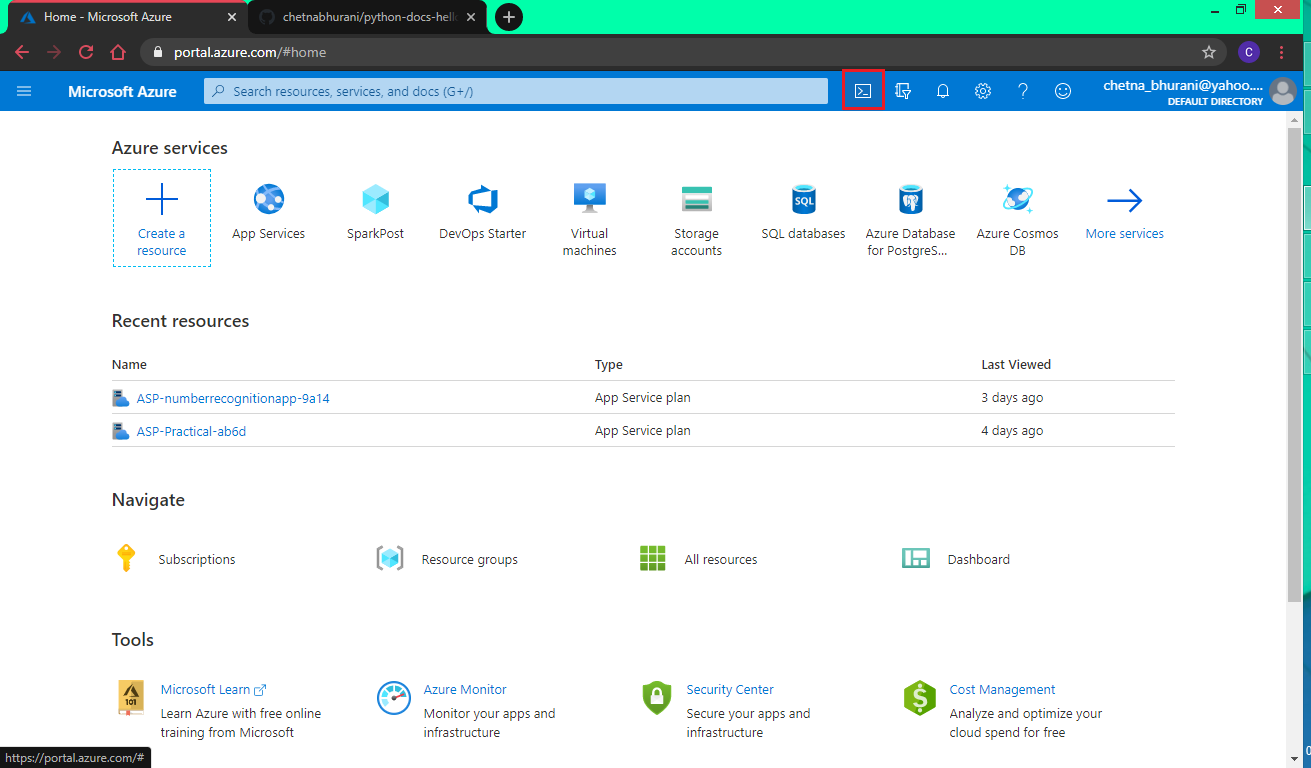 Home - Microsoft Azure
chetnabhurani/python-docs-hell
portal.azure.com/#home
C
Microsoft Azure
Search resources, services, and docs (G+/)
chetna_bhurani@yahoo....
DEFAULT DIRECTORY
Azure services
Create a
resource
App Services
SparkPost
DevOps Starter
Virtual
machines
Storage
accounts
SQL
SQL databases
Azure Database
for PostgreS...
Azure Cosmos
DB
More services
Recent resources
Name Type Last Viewed
ASP-numberrecognitionapp-9a14 App Service plan 3 days ago
ASP-Practical-ab6d App Service plan 4 days ago
Navigate
Subscriptions Resource groups All resources Dashboard
Tools
101
Microsoft Learn
Learn Azure with free online
training from Microsoft
Azure Monitor
Monitor your apps and
infrastructure
Security Center
Secure your apps and
infrastructure
$
Cost Management
Analyze and optimize your
cloud spend for free
https://portal.azure.com/#